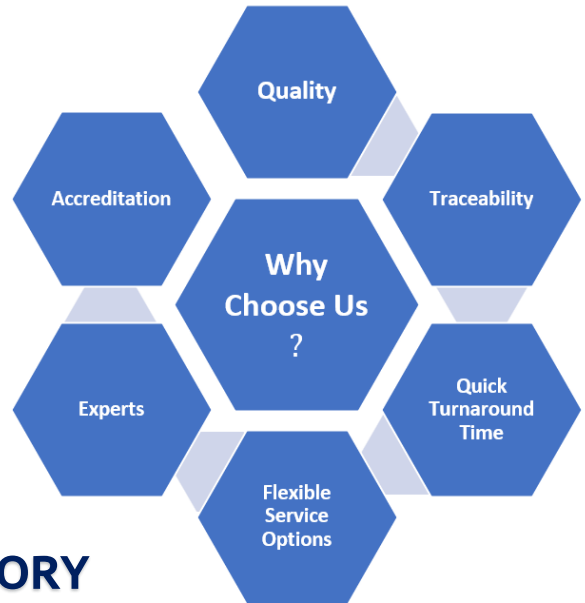 Quality
Traceability
Quick
Turnaround
Time
Flexible
Service
Options
Experts
Accreditation
Why
Choose Us
?
ORY